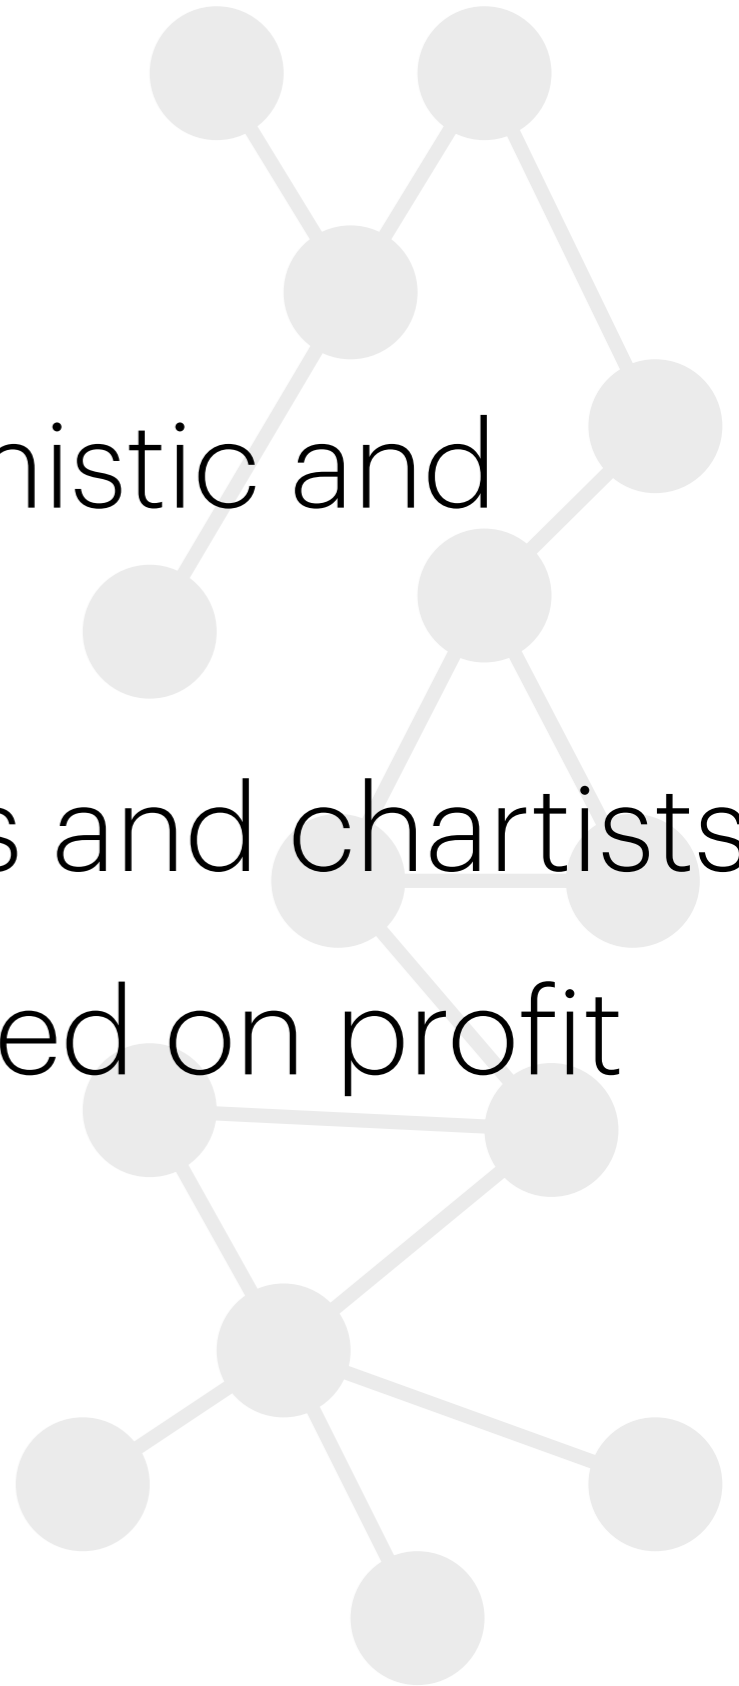 nistic and
s and chartists
ed on profit